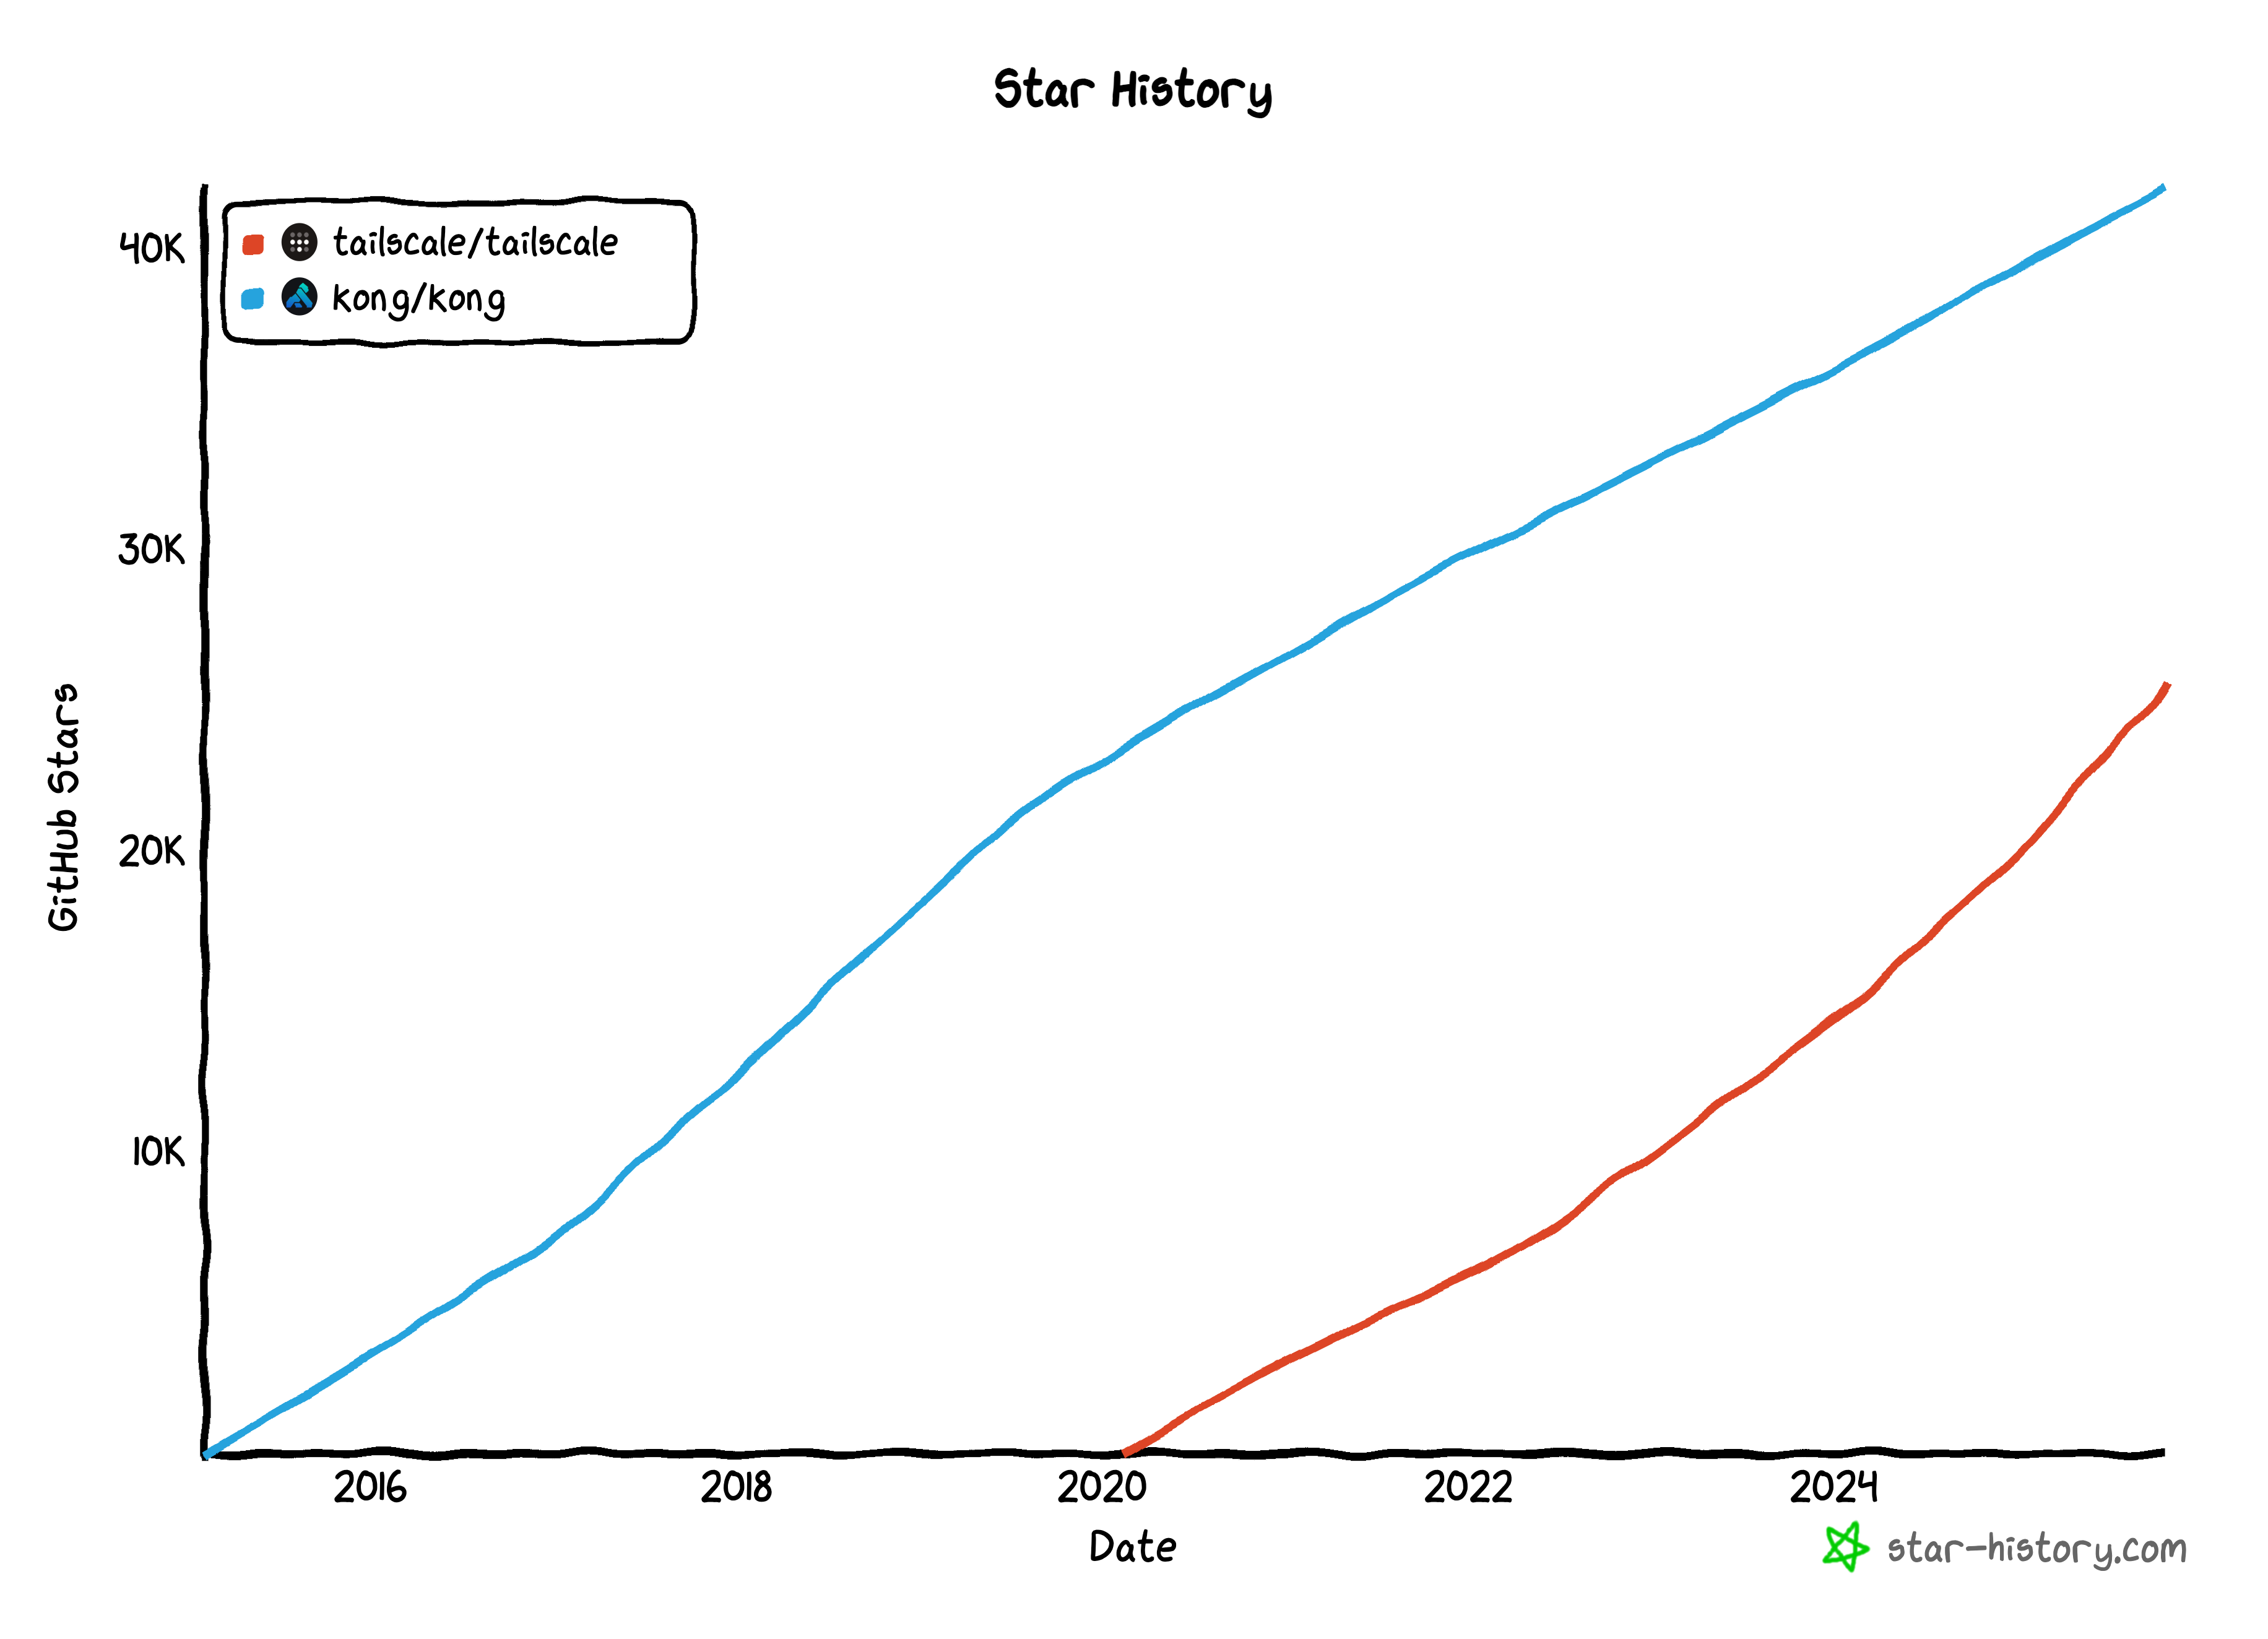 Star History
tailscale/tailscale
kong/kong
40K
30K
20K
10K
GitHub Stars
2016 2018 2020 2022 2024
Date
star-history.com